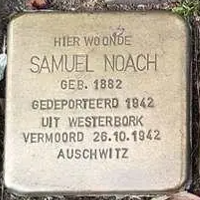 HIER WOONDE
SAMUEL NOACH
GEB. 1882
GEDEPORTEERD 1942
UIT WESTERBORK
VERMOORD 26.10.1942
AUSCHWITZ